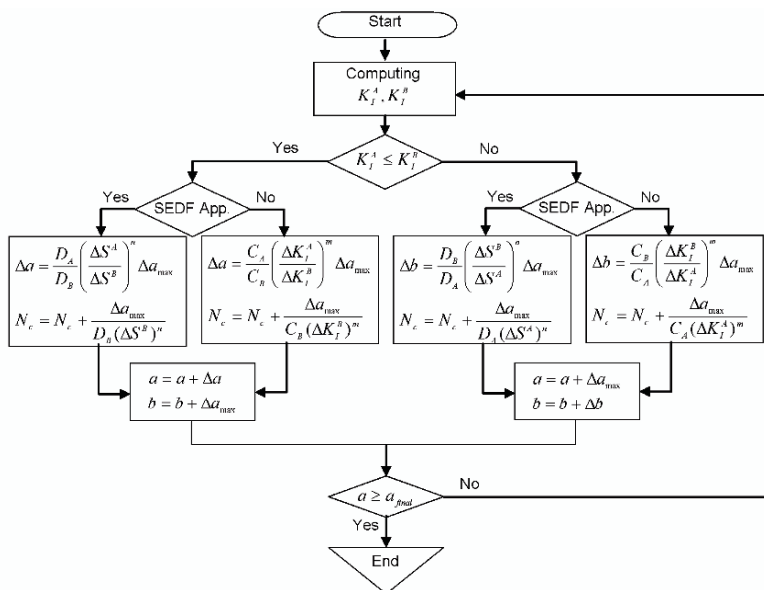 Start
Computing
K_I^A, K_I^B
Yes
K_I^A ≤ K_I^B
No
Yes
SEDF App.
No
Yes
SEDF App.
No
Δa = D_A/D_B (ΔS^A/ΔS^B)^n Δa_max
N_c = N_c + Δa_max/D_B(ΔS^B)^n
Δa = C_A/C_B (ΔK_I^A/ΔK_I^B)^m Δa_max
N_c = N_c + Δa_max/C_B(ΔK_I^B)^m
Δb = D_B/D_A (ΔS^B/ΔS^A)^n Δa_max
N_c = N_c + Δa_max/D_A(ΔS^A)^n
Δb = C_B/C_A (ΔK_I^B/ΔK_I^A)^m Δa_max
N_c = N_c + Δa_max/C_A(ΔK_I^A)^m
a = a + Δa
b = b + Δa_max
a = a + Δa_max
b = b + Δb
a ≥ a_final
No
Yes
End